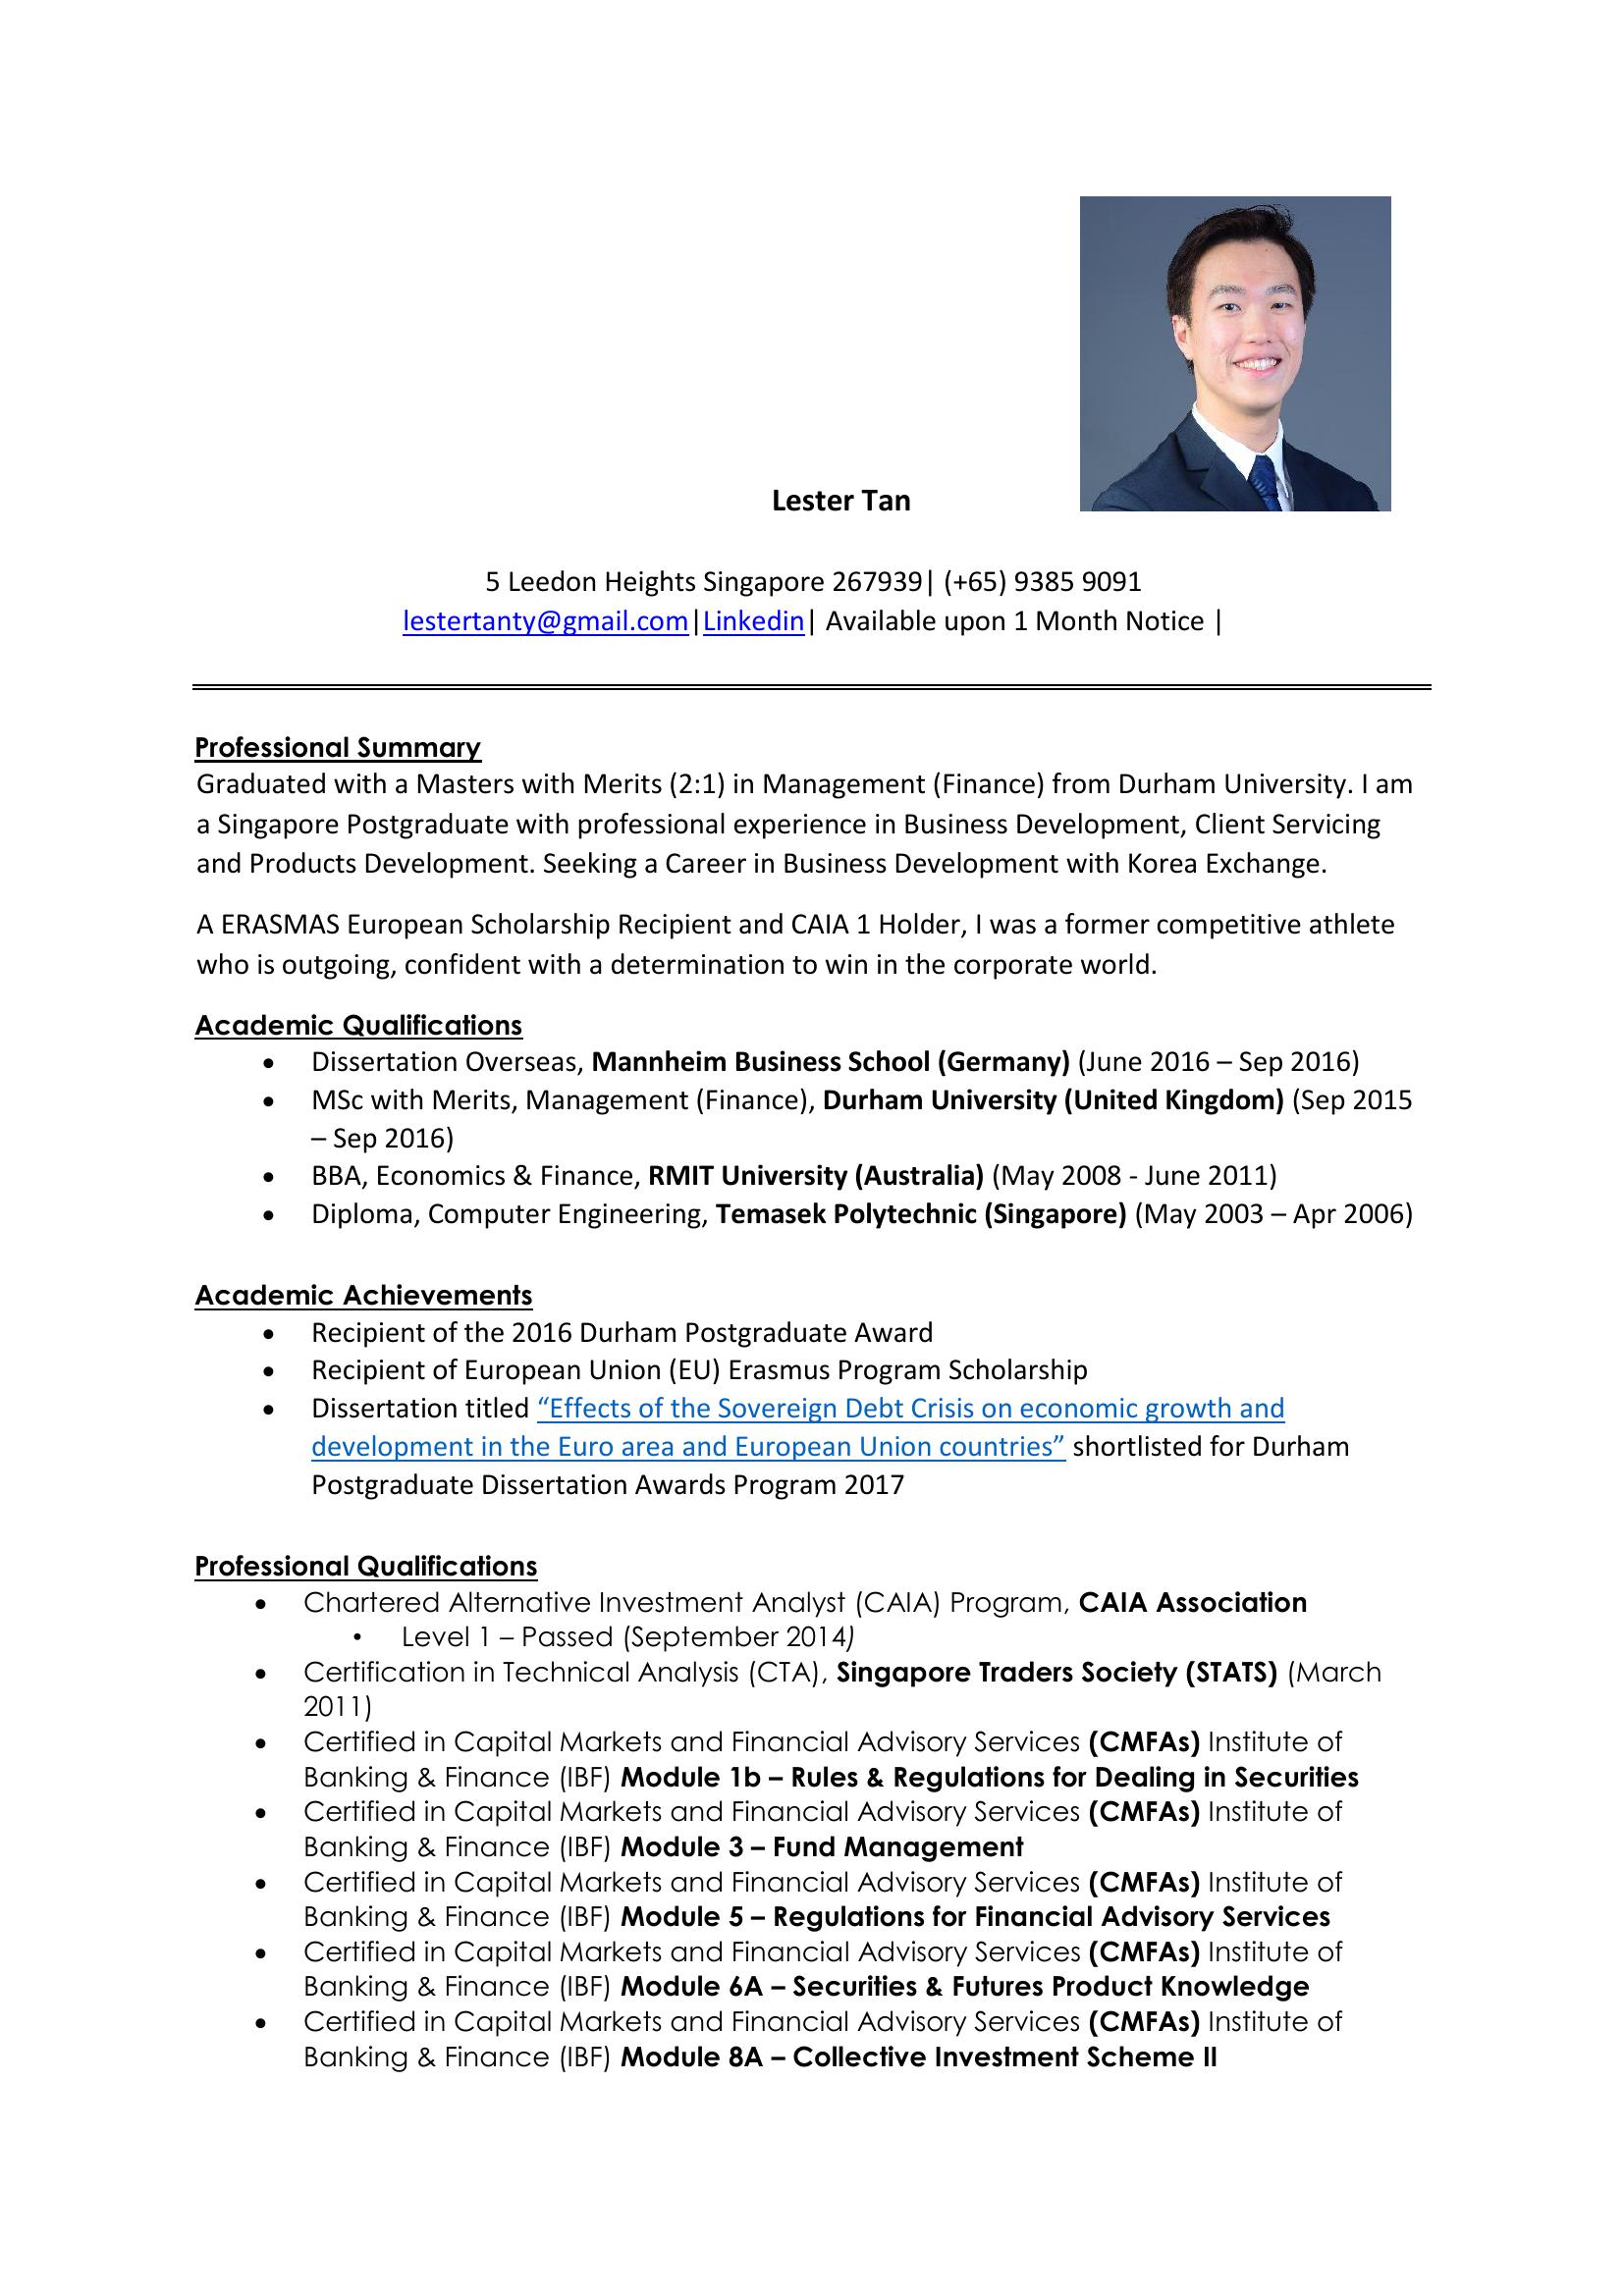 Lester Tan
5 Leedon Heights Singapore 267939| (+65) 9385 9091
lestertanty@gmail.com|Linkedin| Available upon 1 Month Notice |
Professional Summary
Graduated with a Masters with Merits (2:1) in Management (Finance) from Durham University. I am
a Singapore Postgraduate with professional experience in Business Development, Client Servicing
and Products Development. Seeking a Career in Business Development with Korea Exchange.
A ERASMAS European Scholarship Recipient and CAIA 1 Holder, I was a former competitive athlete
who is outgoing, confident with a determination to win in the corporate world.
Academic Qualifications
• Dissertation Overseas, Mannheim Business School (Germany) (June 2016 – Sep 2016)
• MSc with Merits, Management (Finance), Durham University (United Kingdom) (Sep 2015
– Sep 2016)
• BBA, Economics & Finance, RMIT University (Australia) (May 2008 - June 2011)
• Diploma, Computer Engineering, Temasek Polytechnic (Singapore) (May 2003 – Apr 2006)
Academic Achievements
• Recipient of the 2016 Durham Postgraduate Award
• Recipient of European Union (EU) Erasmus Program Scholarship
• Dissertation titled “Effects of the Sovereign Debt Crisis on economic growth and
development in the Euro area and European Union countries” shortlisted for Durham
Postgraduate Dissertation Awards Program 2017
Professional Qualifications
• Chartered Alternative Investment Analyst (CAIA) Program, CAIA Association
• Level 1 – Passed (September 2014)
• Certification in Technical Analysis (CTA), Singapore Traders Society (STATS) (March
2011)
• Certified in Capital Markets and Financial Advisory Services (CMFAs) Institute of
Banking & Finance (IBF) Module 1b – Rules & Regulations for Dealing in Securities
• Certified in Capital Markets and Financial Advisory Services (CMFAs) Institute of
Banking & Finance (IBF) Module 3 – Fund Management
• Certified in Capital Markets and Financial Advisory Services (CMFAs) Institute of
Banking & Finance (IBF) Module 5 – Regulations for Financial Advisory Services
• Certified in Capital Markets and Financial Advisory Services (CMFAs) Institute of
Banking & Finance (IBF) Module 6A – Securities & Futures Product Knowledge
• Certified in Capital Markets and Financial Advisory Services (CMFAs) Institute of
Banking & Finance (IBF) Module 8A – Collective Investment Scheme II